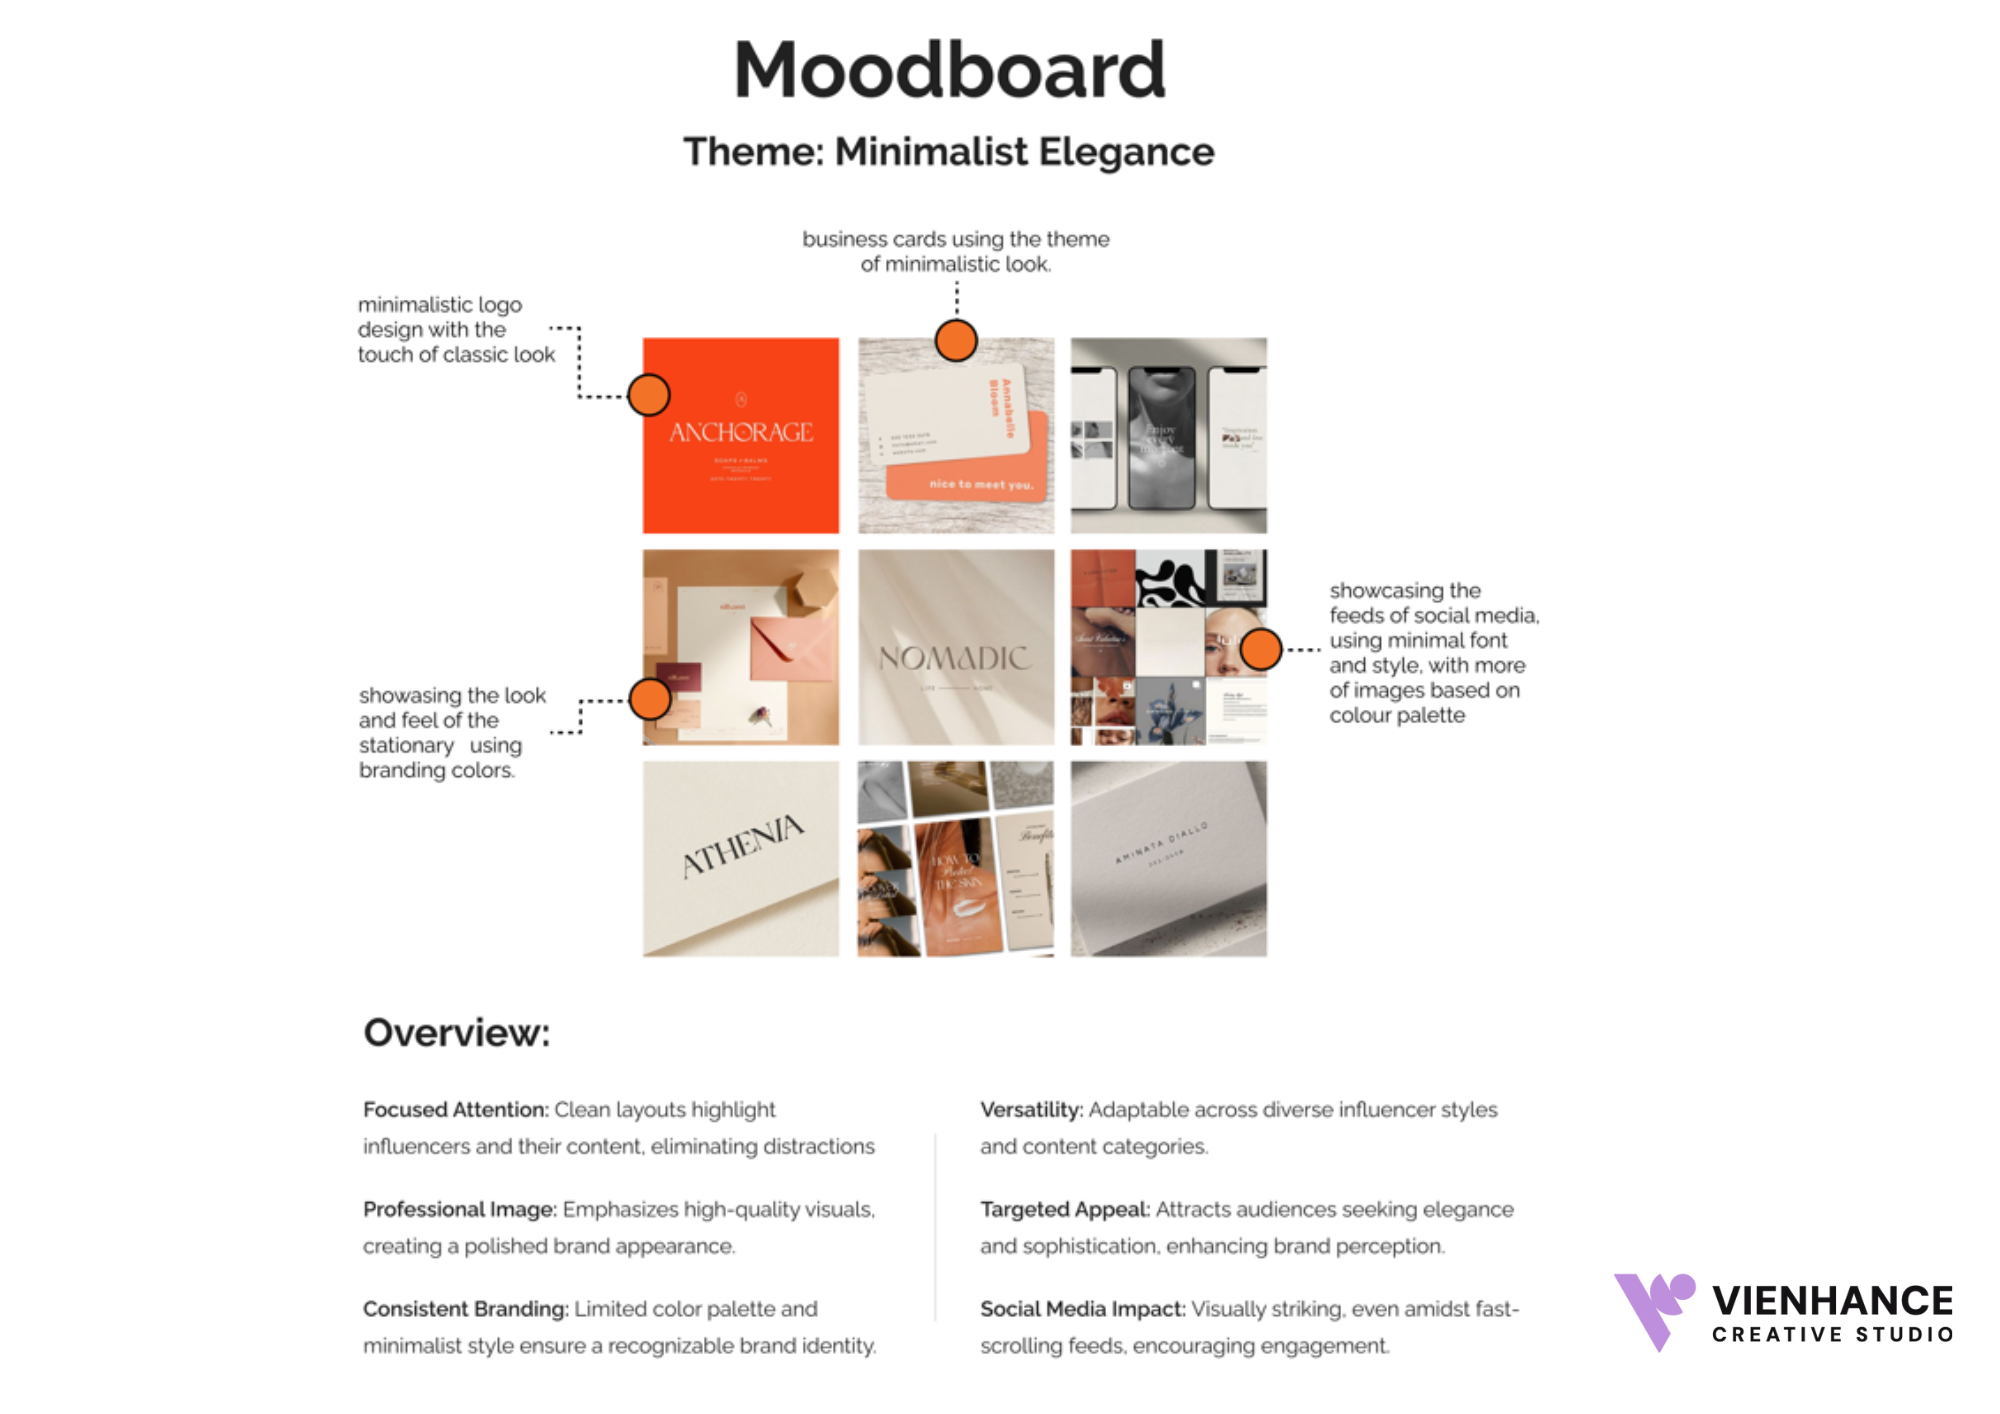 Moodboard
Theme: Minimalist Elegance
business cards using the theme
of minimalistic look.
minimalistic logo
design with the
touch of classic look
ANCHORAGE
SOAPS + BALMS
Annabelle
Bloom
nice to meet you.
Enjoy
every
showasing the look
and feel of the
stationary using
branding colors.
NOMADIC
LIFE HOME
showcasing the
feeds of social media,
using minimal font
and style, with more
of images based on
colour palette
ATHENIA
HOW TO
Protect
THE SKIN
Benefits
AMINATA DIALLO
Overview:
Focused Attention: Clean layouts highlight
influencers and their content, eliminating distractions
Professional Image: Emphasizes high-quality visuals,
creating a polished brand appearance.
Consistent Branding: Limited color palette and
minimalist style ensure a recognizable brand identity.
Versatility: Adaptable across diverse influencer styles
and content categories.
Targeted Appeal: Attracts audiences seeking elegance
and sophistication, enhancing brand perception.
Social Media Impact: Visually striking, even amidst fast-
scrolling feeds, encouraging engagement.
VIENHANCE
CREATIVE STUDIO